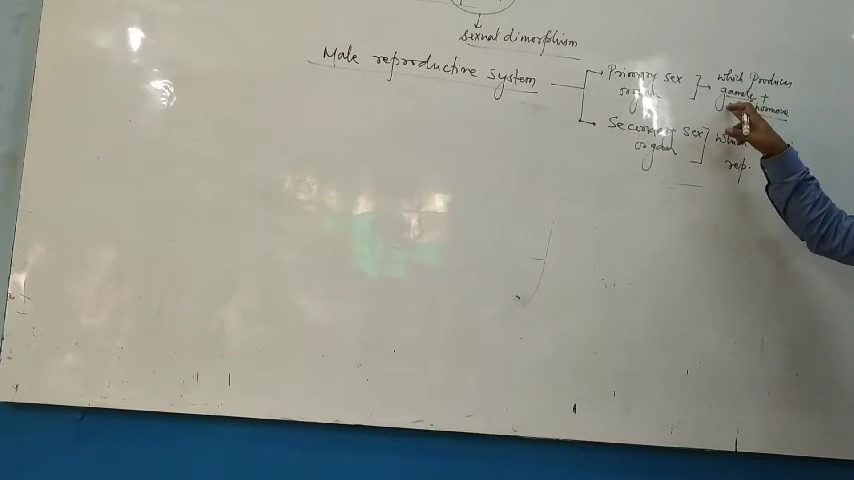 sexual dimorphism
Male reproductive system
Primary sex
organ
which produces
gamete +
hormone
Secondary sex
organ
rep.